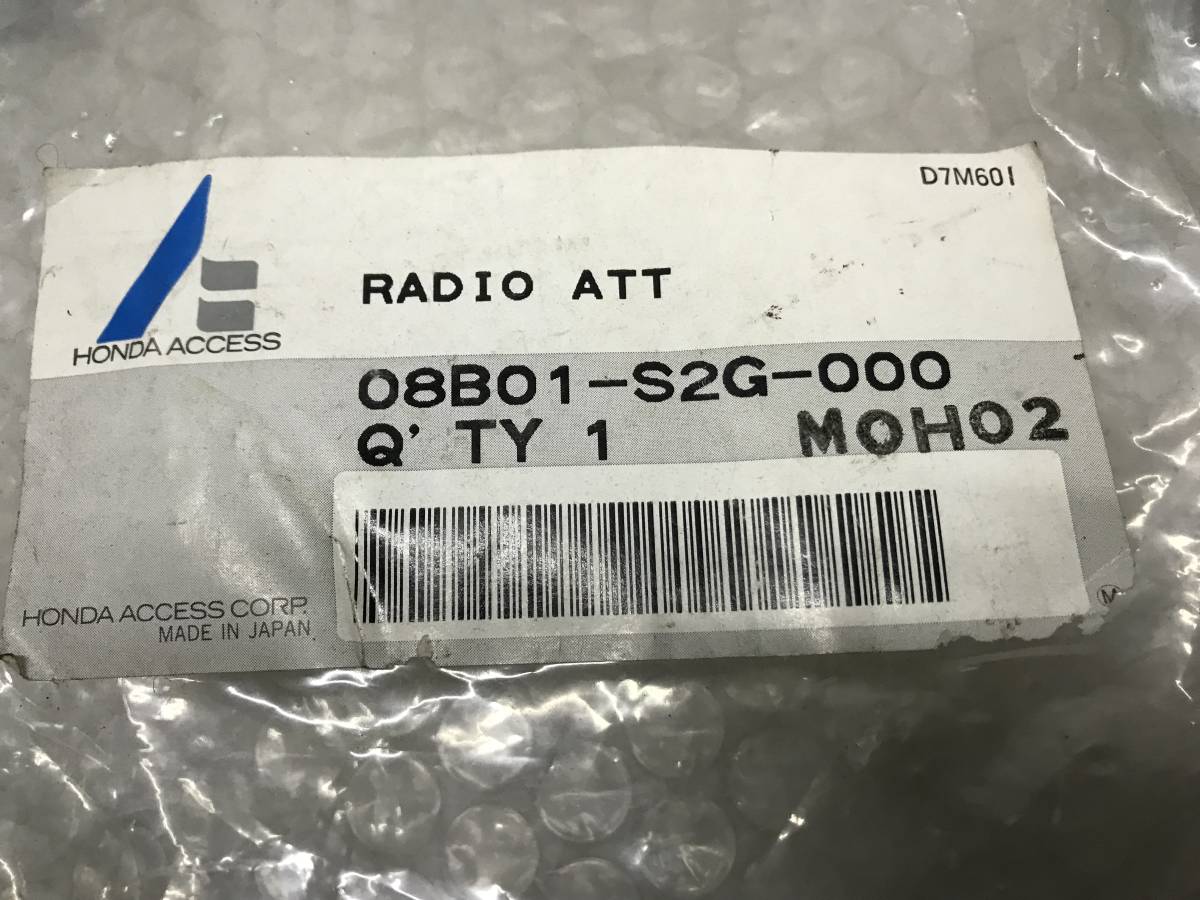 D7M601
HONDA ACCESS
RADIO ATT
08B01-S2G-000
Q' TY 1 M0H02
HONDA ACCESS CORP.
MADE IN JAPAN
M